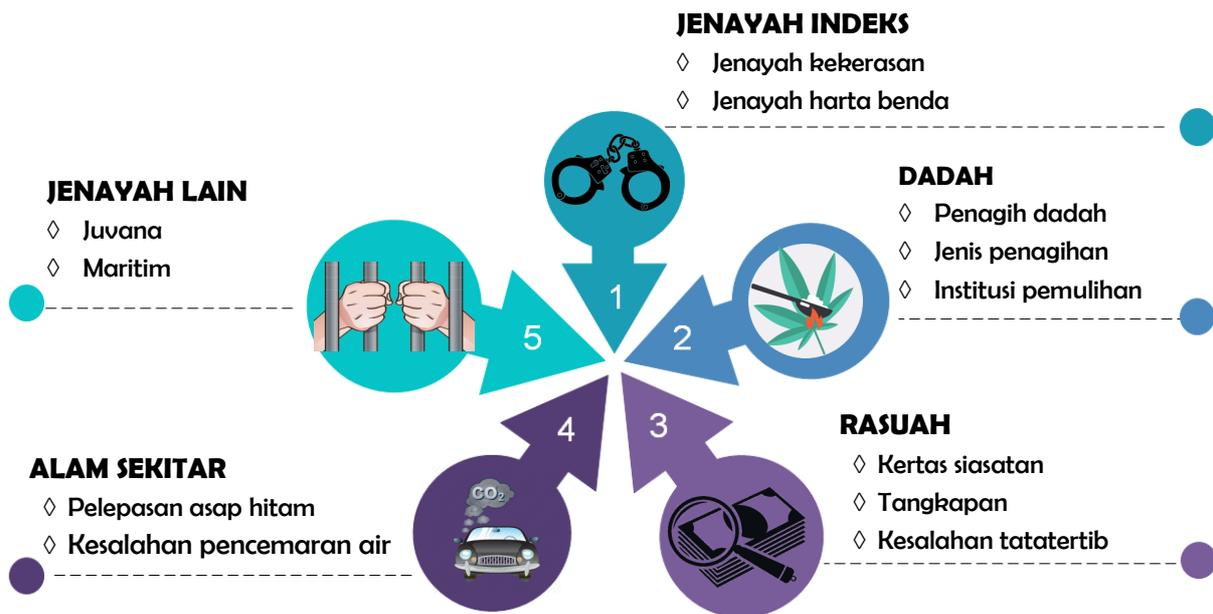 JENAYAH INDEKS
◊ Jenayah kekerasan
◊ Jenayah harta benda
1
DADAH
◊ Penagih dadah
◊ Jenis penagihan
◊ Institusi pemulihan
2
RASUAH
◊ Kertas siasatan
◊ Tangkapan
◊ Kesalahan tatatertib
3
ALAM SEKITAR
◊ Pelepasan asap hitam
◊ Kesalahan pencemaran air
4
CO₂
JENAYAH LAIN
◊ Juvana
◊ Maritim
5